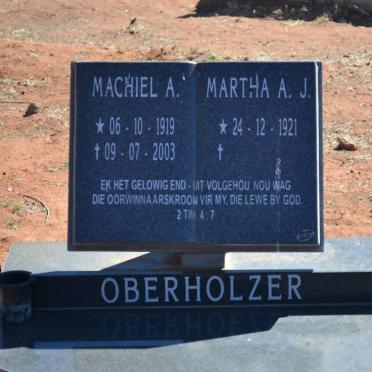 MACHIEL A.
★ 06 - 10 - 1919
✝ 09 - 07 - 2003
MARTHA A. J.
★ 24 - 12 - 1921
✝
EK HET GELOWIG END - UIT VOLGEHOU. NOU WAG
DIE OORWINNAARSKROON VIR MY, DIE LEWE BY GOD.
2 TIM 4 : 7
OBERHOLZER